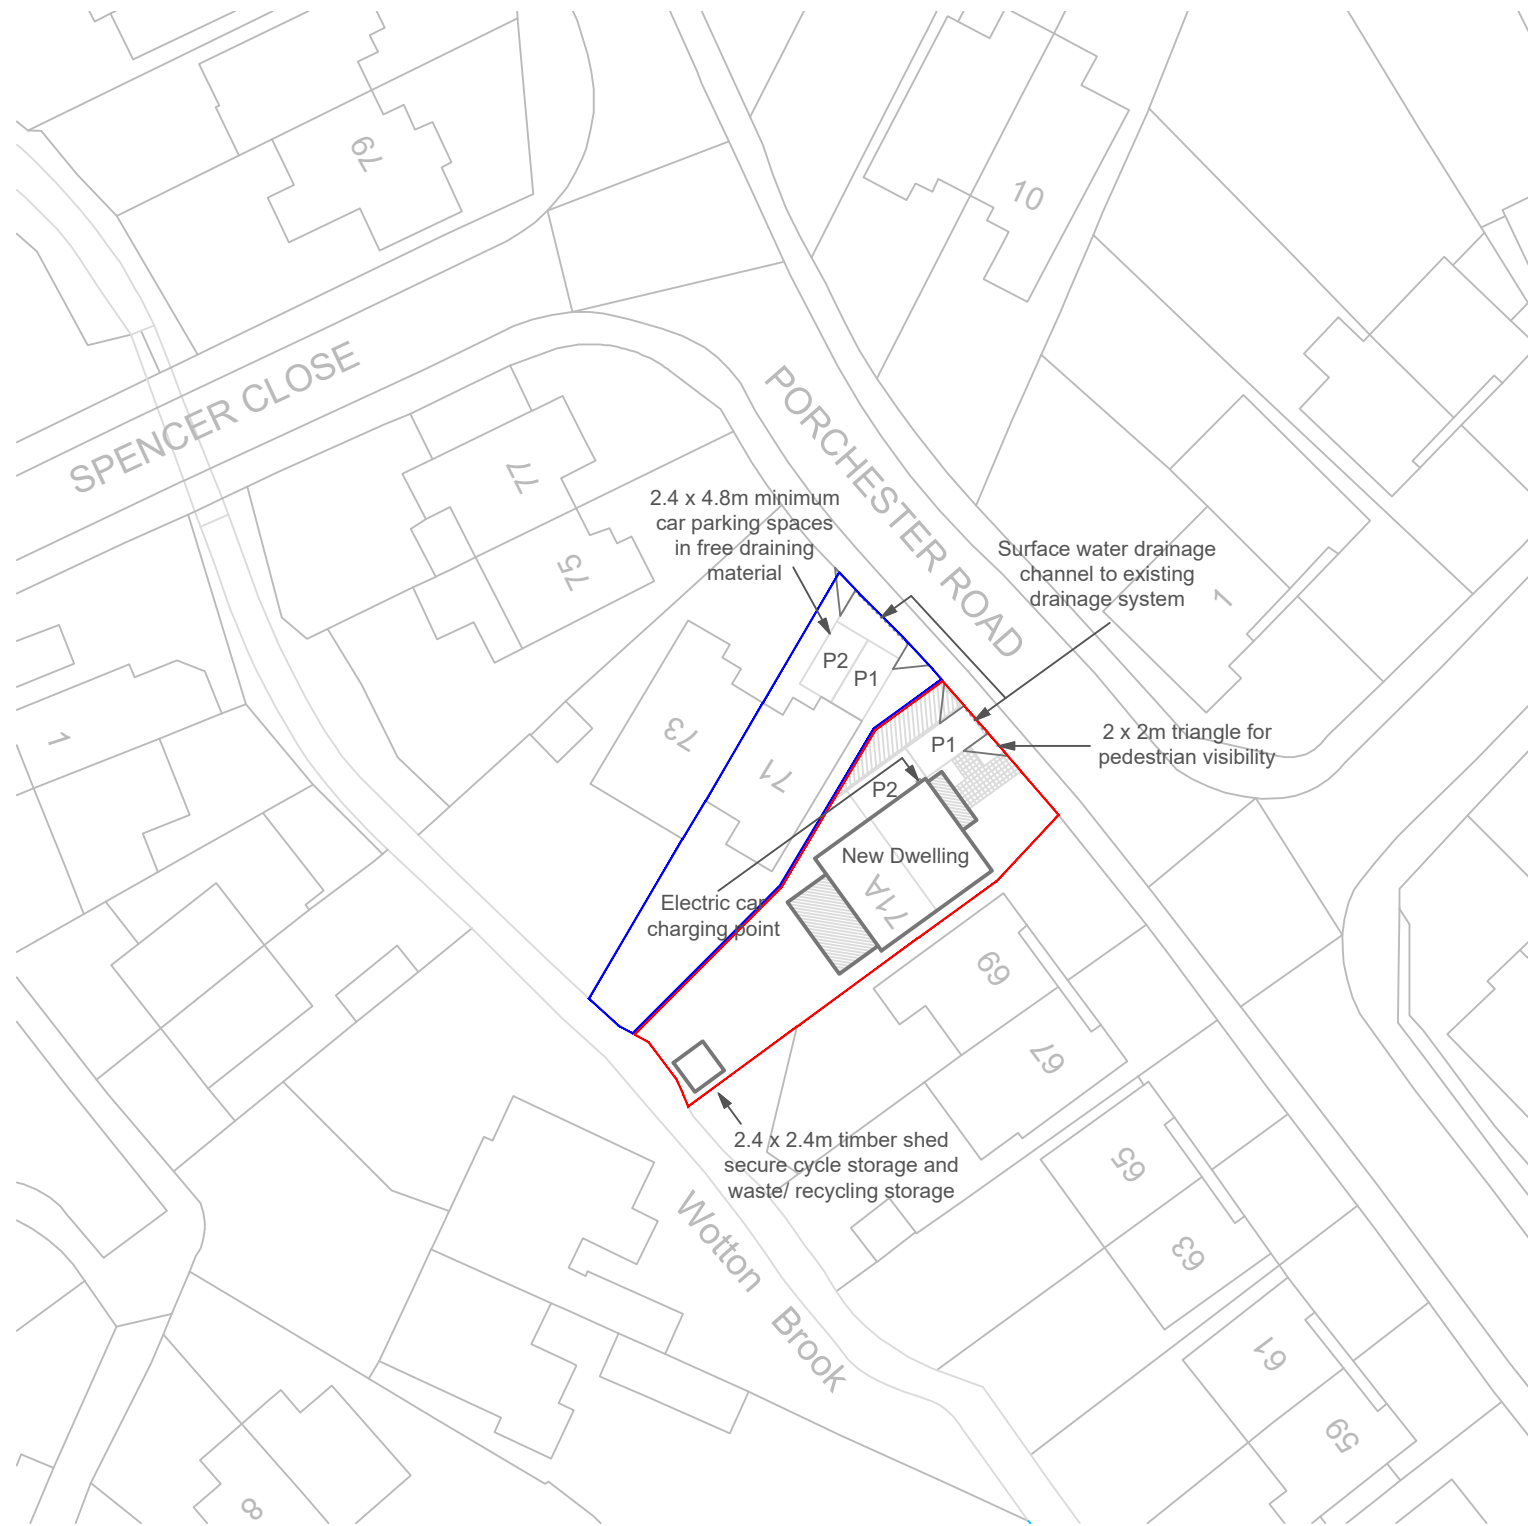 79
10
SPENCER CLOSE
PORCHESTER ROAD
77
75
2.4 x 4.8m minimum
car parking spaces
in free draining
material
Surface water drainage
channel to existing
drainage system
1
P2
P1
73
71
1
P1
2 x 2m triangle for
pedestrian visibility
P2
New Dwelling
71A
Electric car
charging point
69
67
2.4 x 2.4m timber shed
secure cycle storage and
waste/ recycling storage
65
63
Wotton Brook
61
59
8